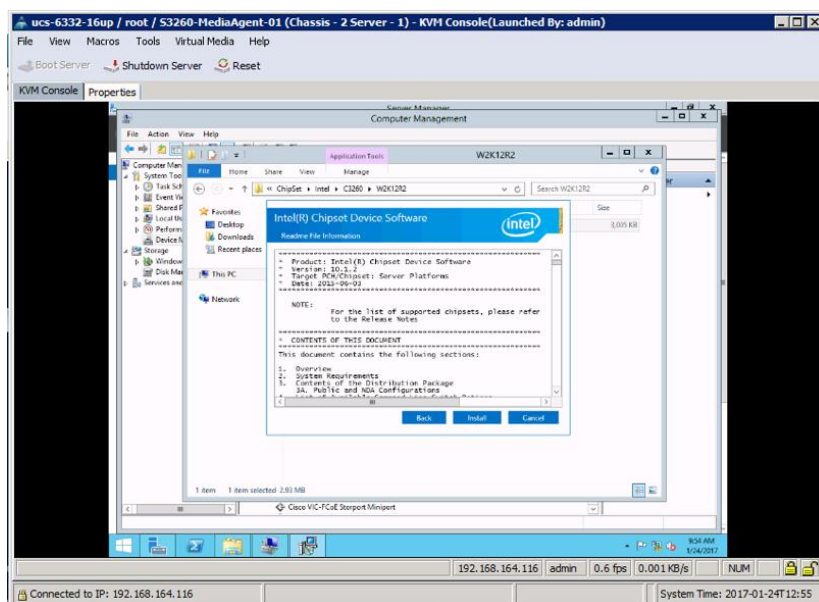 ucs-6332-16up / root / S3260-MediaAgent-01 (Chassis - 2 Server - 1) - KVM Console(Launched By: admin)
File View Macros Tools Virtual Media Help
Boot Server Shutdown Server Reset
KVM Console Properties
Server Manager
Computer Management
File Action View Help
Application Tools W2K12R2
File Home Share View Manage
« ChipSet ▸ Intel ▸ C3260 ▸ W2K12R2 Search W2K12R2
Computer Man
System Too
Task Sch
Event Vi
Shared F
Local Us
Perform
Device M
Storage
Window
Disk Ma
Services and
Favorites
Desktop
Downloads
Recent places
This PC
Network
Size
3,005 KB
Intel(R) Chipset Device Software
intel
Readme File Information
* Product: Intel(R) Chipset Device Software
* Version: 10.1.2
* Target PCH/Chipset: Server Platforms
* Date: 2015-06-03
NOTE:
For the list of supported chipsets, please refer
to the Release Notes
* CONTENTS OF THIS DOCUMENT
This document contains the following sections:
1. Overview
2. System Requirements
3. Contents of the Distribution Package
3A. Public and NDA Configurations
Back Install Cancel
1 item 1 item selected 2.93 MB
Cisco VIC-FCoE Storport Miniport
9:54 AM
1/24/2017
192.168.164.116 admin 0.6 fps 0.001 KB/s NUM
Connected to IP: 192.168.164.116 System Time: 2017-01-24T12:55